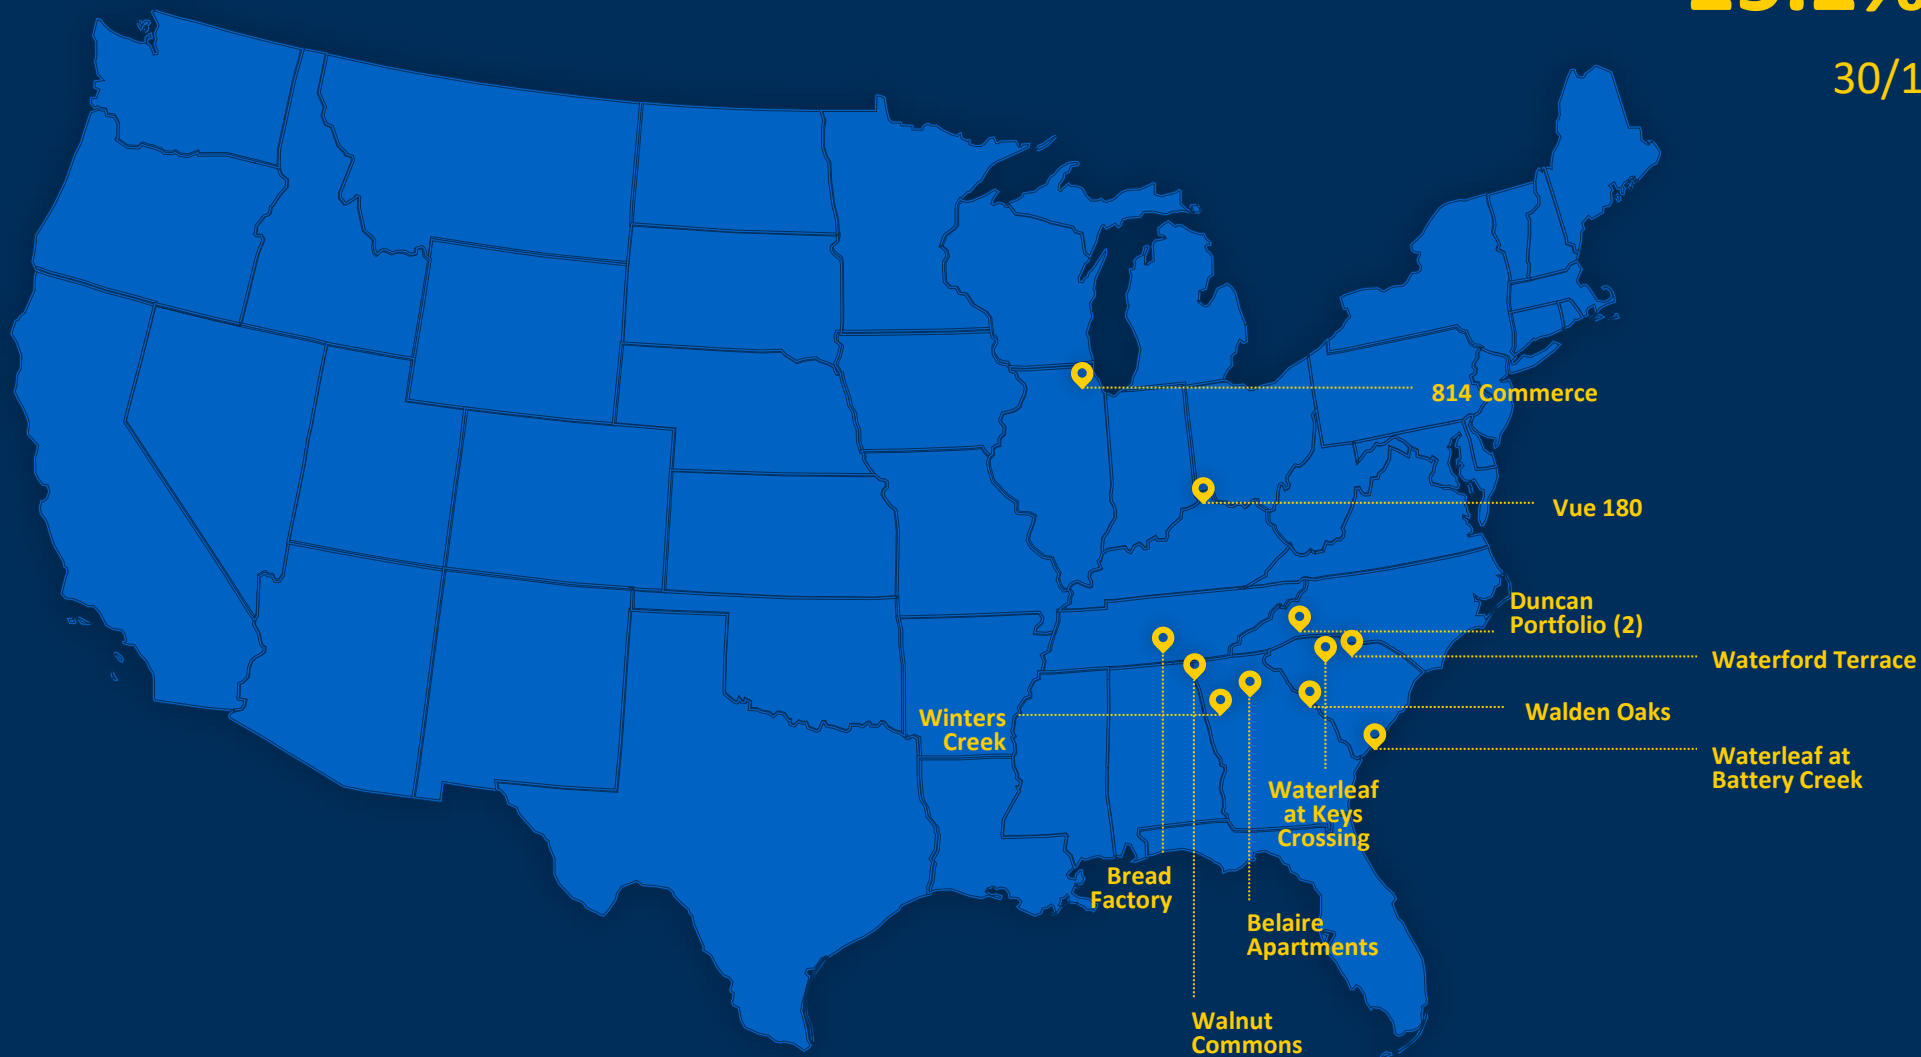 30/1
814 Commerce
Vue 180
Duncan
Portfolio (2)
Waterford Terrace
Walden Oaks
Winters
Creek
Waterleaf at
Battery Creek
Waterleaf
at Keys
Crossing
Bread
Factory
Belaire
Apartments
Walnut
Commons